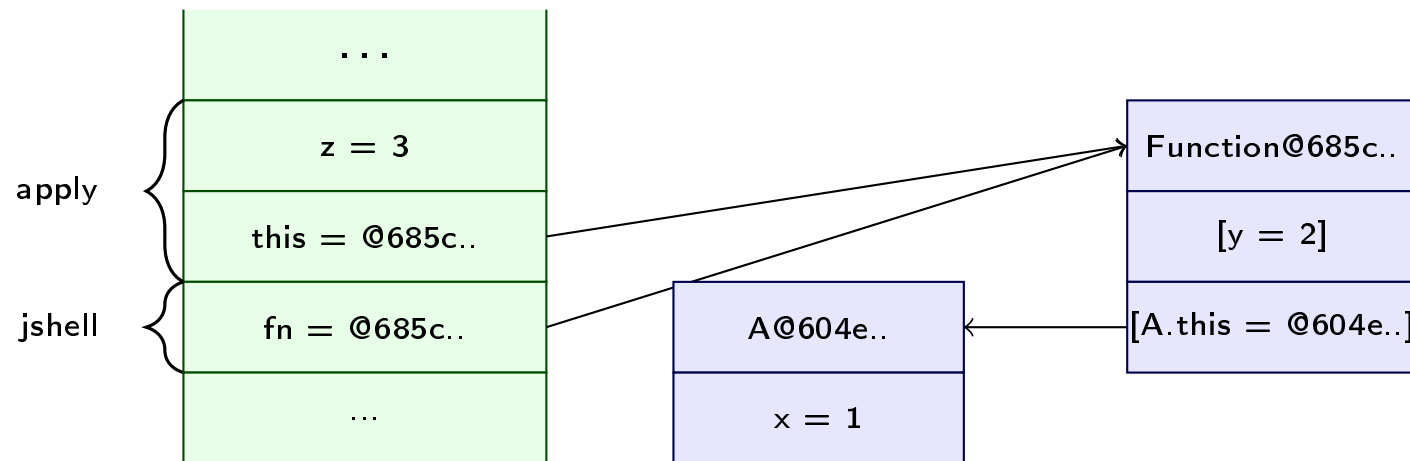 . . .
z = 3
Function@685c..
apply
this = @685c..
[y = 2]
jshell
fn = @685c..
A@604e..
[A.this = @604e..]
...
x = 1